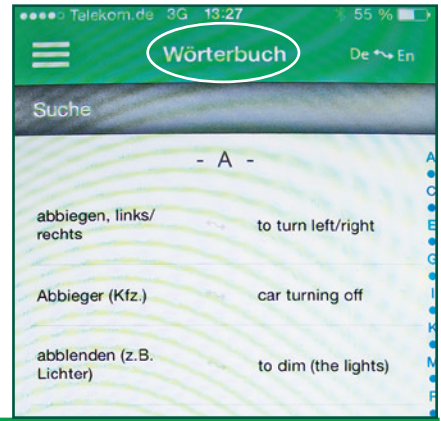 Telekom.de 3G 13:27 55 %
Wörterbuch De En
Suche
- A -
abbiegen, links/
rechts
to turn left/right
Abbieger (Kfz.)
car turning off
abblenden (z.B.
Lichter)
to dim (the lights)
A
C
E
G
I
K
M